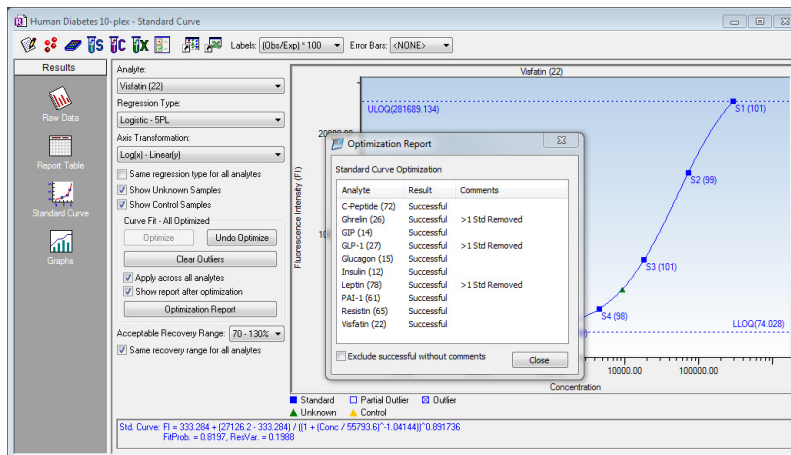 Human Diabetes 10-plex - Standard Curve
Labels: (Obs/Exp) * 100 Error Bars: <NONE>
Results
Raw Data
Report Table
Standard Curve
Graphs
Analyte:
Visfatin (22)
Regression Type:
Logistic - 5PL
Axis Transformation:
Log(x) - Linear(y)
Same regression type for all analytes
Show Unknown Samples
Show Control Samples
Curve Fit - All Optimized
Optimize Undo Optimize
Clear Outliers
Apply across all analytes
Show report after optimization
Optimization Report
Acceptable Recovery Range: 70 - 130%
Same recovery range for all analytes
Visfatin (22)
ULOQ(281689.134)
S1 (101)
S2 (99)
S3 (101)
S4 (98)
LLOQ(74.028)
Fluorescence Intensity (FI)
10000.00 100000.00
Concentration
Optimization Report
Standard Curve Optimization
Analyte Result Comments
C-Peptide (72) Successful
Ghrelin (26) Successful >1 Std Removed
GIP (14) Successful
GLP-1 (27) Successful >1 Std Removed
Glucagon (15) Successful
Insulin (12) Successful
Leptin (78) Successful >1 Std Removed
PAI-1 (61) Successful
Resistin (65) Successful
Visfatin (22) Successful
Exclude successful without comments Close
Standard Partial Outlier Outlier
Unknown Control
Std. Curve: FI = 333.284 + (27126.2 - 333.284) / ((1 + (Conc / 55793.6)^-1.04144))^0.891736
FitProb. = 0.8197, ResVar. = 0.1988